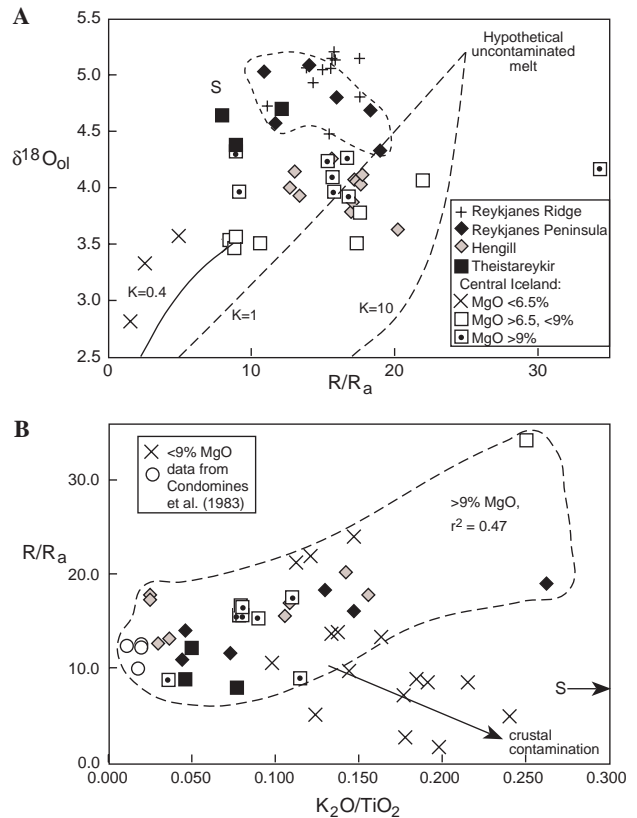 A
5.5
5.0
4.5
4.0
3.5
3.0
2.5
δ18Ool
S
Hypothetical
uncontaminated
melt
K=0.4
K=1
K=10
Reykjanes Ridge
Reykjanes Peninsula
Hengill
Theistareykir
Central Iceland:
MgO <6.5%
MgO >6.5, <9%
MgO >9%
0 10 20 30
R/Ra
B
<9% MgO
data from
Condomines
et al. (1983)
30.0
20.0
10.0
0.0
R/Ra
>9% MgO,
r2 = 0.47
S
crustal
contamination
0.000 0.050 0.100 0.150 0.200 0.250 0.300
K2O/TiO2